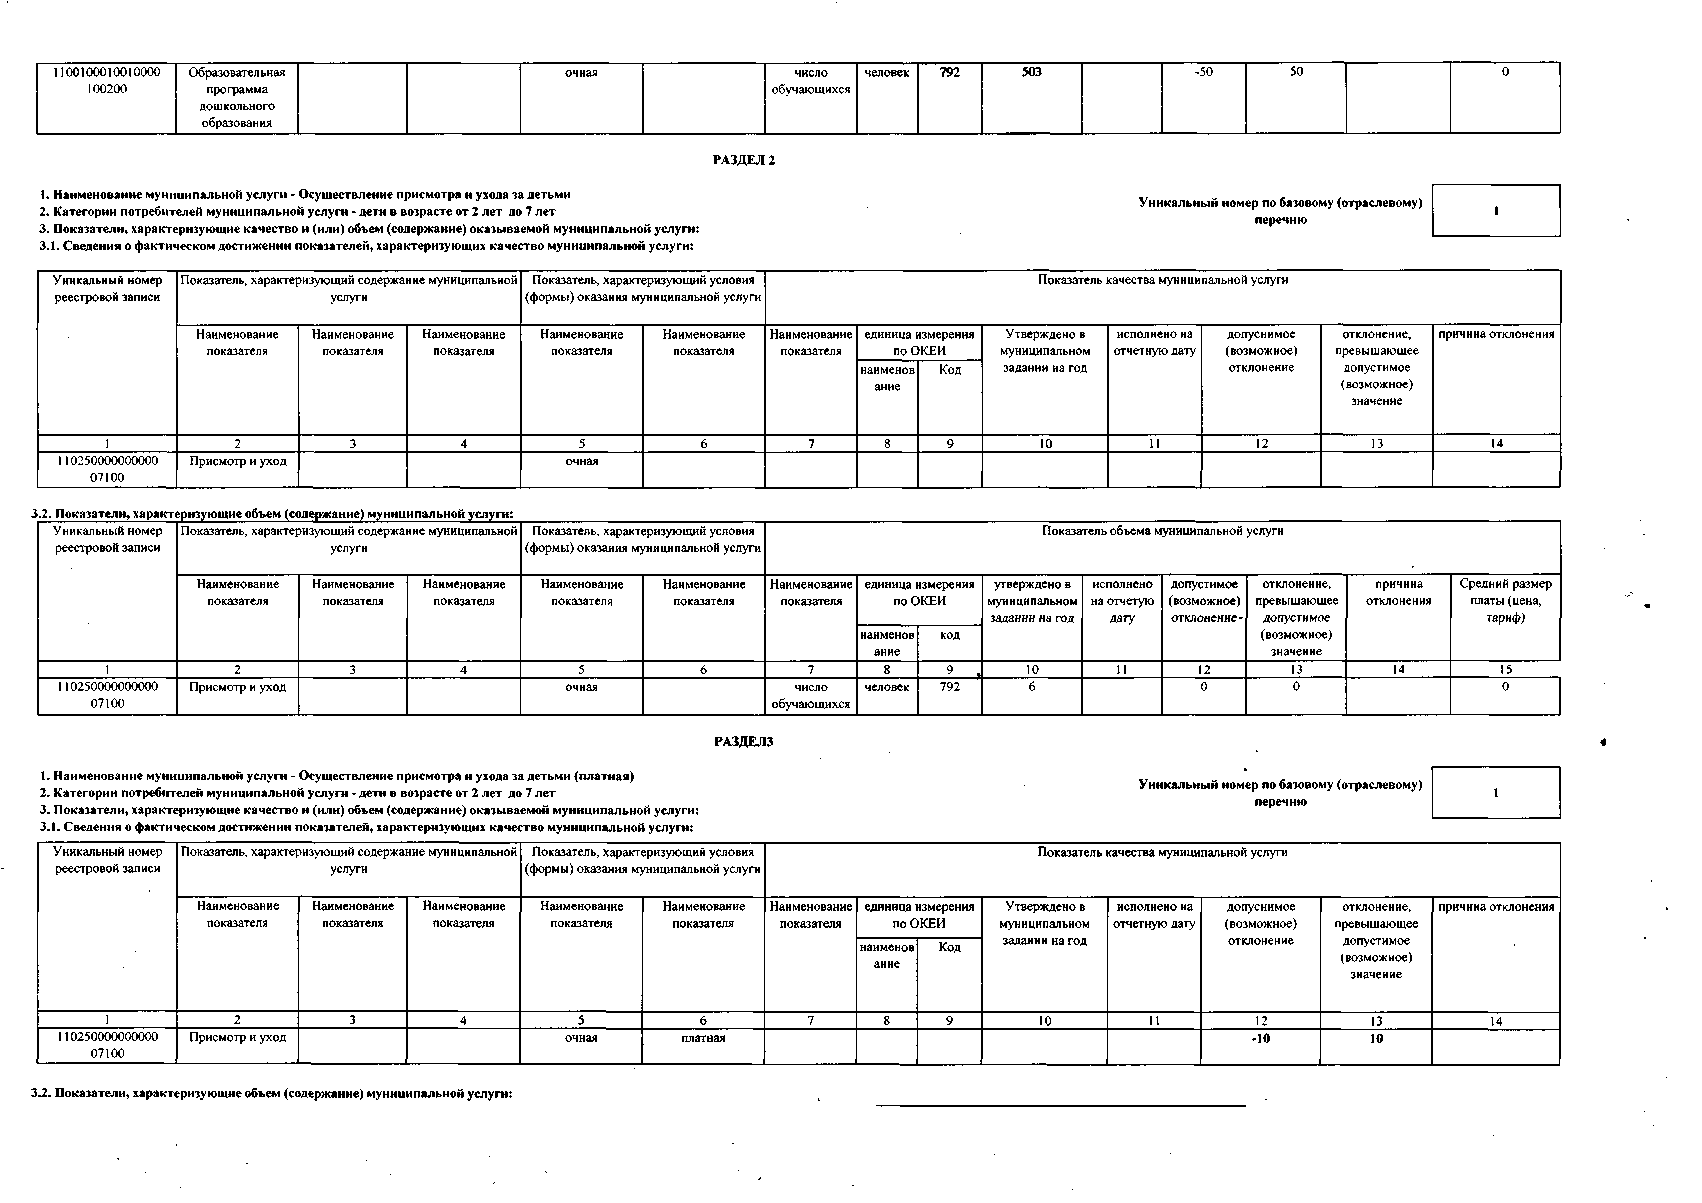 1100100010010000 Образовательная очная число человек 792 503 -50 50 0
100200 программа обучающихся
дошкольного
образования
РАЗДЕЛ 2
1. Наименование муниципальной услуги - Осуществление присмотра и ухода за детьми
2. Категории потребителей муниципальной услуги - дети в возрасте от 2 лет до 7 лет
3. Показатели, характеризующие качество и (или) объем (содержание) оказываемой муниципальной услуги:
3.1. Сведения о фактическом достижении показателей, характеризующих качество муниципальной услуги:
Уникальный номер по базовому (отраслевому)
перечню
1
Уникальный номер Показатель, характеризующий содержание муниципальной Показатель, характеризующий условия Показатель качества муниципальной услуги
реестровой записи услуги (формы) оказания муниципальной услуги
Наименование Наименование Наименование Наименование Наименование Наименование единица измерения Утверждено в исполнено на допуснимое отклонение, причина отклонения
показателя показателя показателя показателя показателя показателя по ОКЕИ муниципальном отчетную дату (возможное) превышающее
наименов Код задании на год отклонение допустимое
ание (возможное)
значение
1 2 3 4 5 6 7 8 9 10 11 12 13 14
110250000000000 Присмотр и уход очная
07100
3.2. Показатели, характеризующие объем (содержание) муниципальной услуги:
Уникальный номер Показатель, характеризующий содержание муниципальной Показатель, характеризующий условия Показатель объема муниципальной услуги
реестровой записи услуги (формы) оказания муниципальной услуги
Наименование Наименование Наименование Наименование Наименование Наименование единица измерения утверждено в исполнено допустимое отклонение, причина Средний размер
показателя показателя показателя показателя показателя показателя по ОКЕИ муниципальном на отчетую (возможное) превышающее отклонения платы (цена,
задании на год дату отклонение- допустимое тариф)
наименов код (возможное)
ание значение
1 2 3 4 5 6 7 8 9 10 11 12 13 14 15
110250000000000 Присмотр и уход очная число человек 792 6 0 0 0
07100 обучающихся
РАЗДЕЛ3
1. Наименование муниципальной услуги - Осуществление присмотра и ухода за детьми (платная)
2. Категории потребителей муниципальной услуги - дети в возрасте от 2 лет до 7 лет
3. Показатели, характеризующие качество и (или) объем (содержание) оказываемой муниципальной услуги:
3.1. Сведения о фактическом достижении показателей, характеризующих качество муниципальной услуги:
Уникальный номер по базовому (отраслевому)
перечню
1
Уникальный номер Показатель, характеризующий содержание муниципальной Показатель, характеризующий условия Показатель качества муниципальной услуги
реестровой записи услуги (формы) оказания муниципальной услуги
Наименование Наименование Наименование Наименование Наименование Наименование единица измерения Утверждено в исполнено на допуснимое отклонение, причина отклонения
показателя показателя показателя показателя показателя показателя по ОКЕИ муниципальном отчетную дату (возможное) превышающее
наименов Код задании на год отклонение допустимое
ание (возможное)
значение
1 2 3 4 5 6 7 8 9 10 11 12 13 14
110250000000000 Присмотр и уход очная платная -10 10
07100
3.2. Показатели, характеризующие объем (содержание) муниципальной услуги: